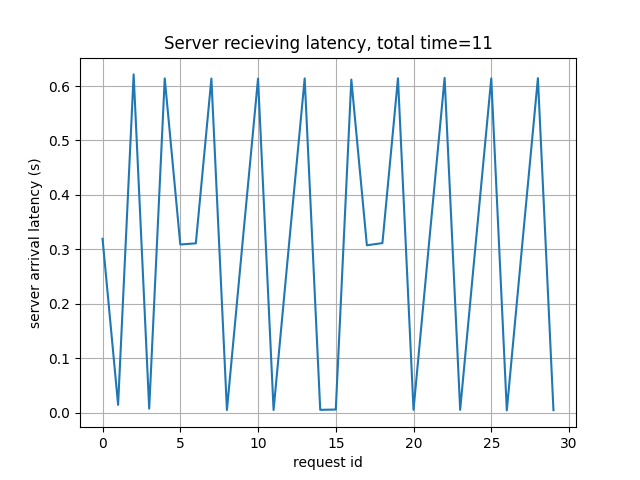 Server recieving latency, total time=11
server arrival latency (s)
0.6
0.5
0.4
0.3
0.2
0.1
0.0
0 5 10 15 20 25 30
request id